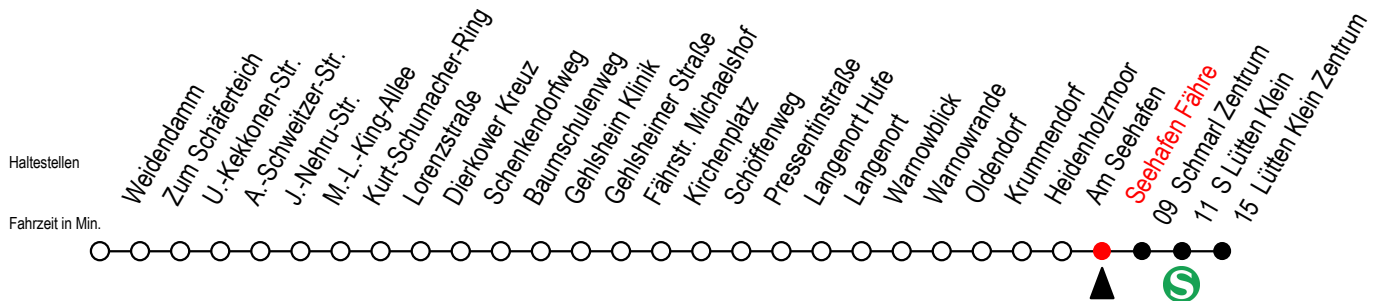 Haltestellen
Fahrzeit in Min.
Weidendamm
Zum Schäferteich
U.-Kekkonen-Str.
A.-Schweitzer-Str.
J.-Nehru-Str.
M.-L.-King-Allee
Kurt-Schumacher-Ring
Lorenzstraße
Dierkower Kreuz
Schenkendorfweg
Baumschulenweg
Gehlsheim Klinik
Gehlsheimer Straße
Fährstr. Michaelshof
Kirchenplatz
Schöffenweg
Pressentinstraße
Langenort Hufe
Langenort
Warnowblick
Warnowrande
Oldendorf
Krummendorf
Heidenholzmoor
Am Seehafen
Seehafen Fähre
09 Schmarl Zentrum
11 S Lütten Klein
15 Lütten Klein Zentrum
S